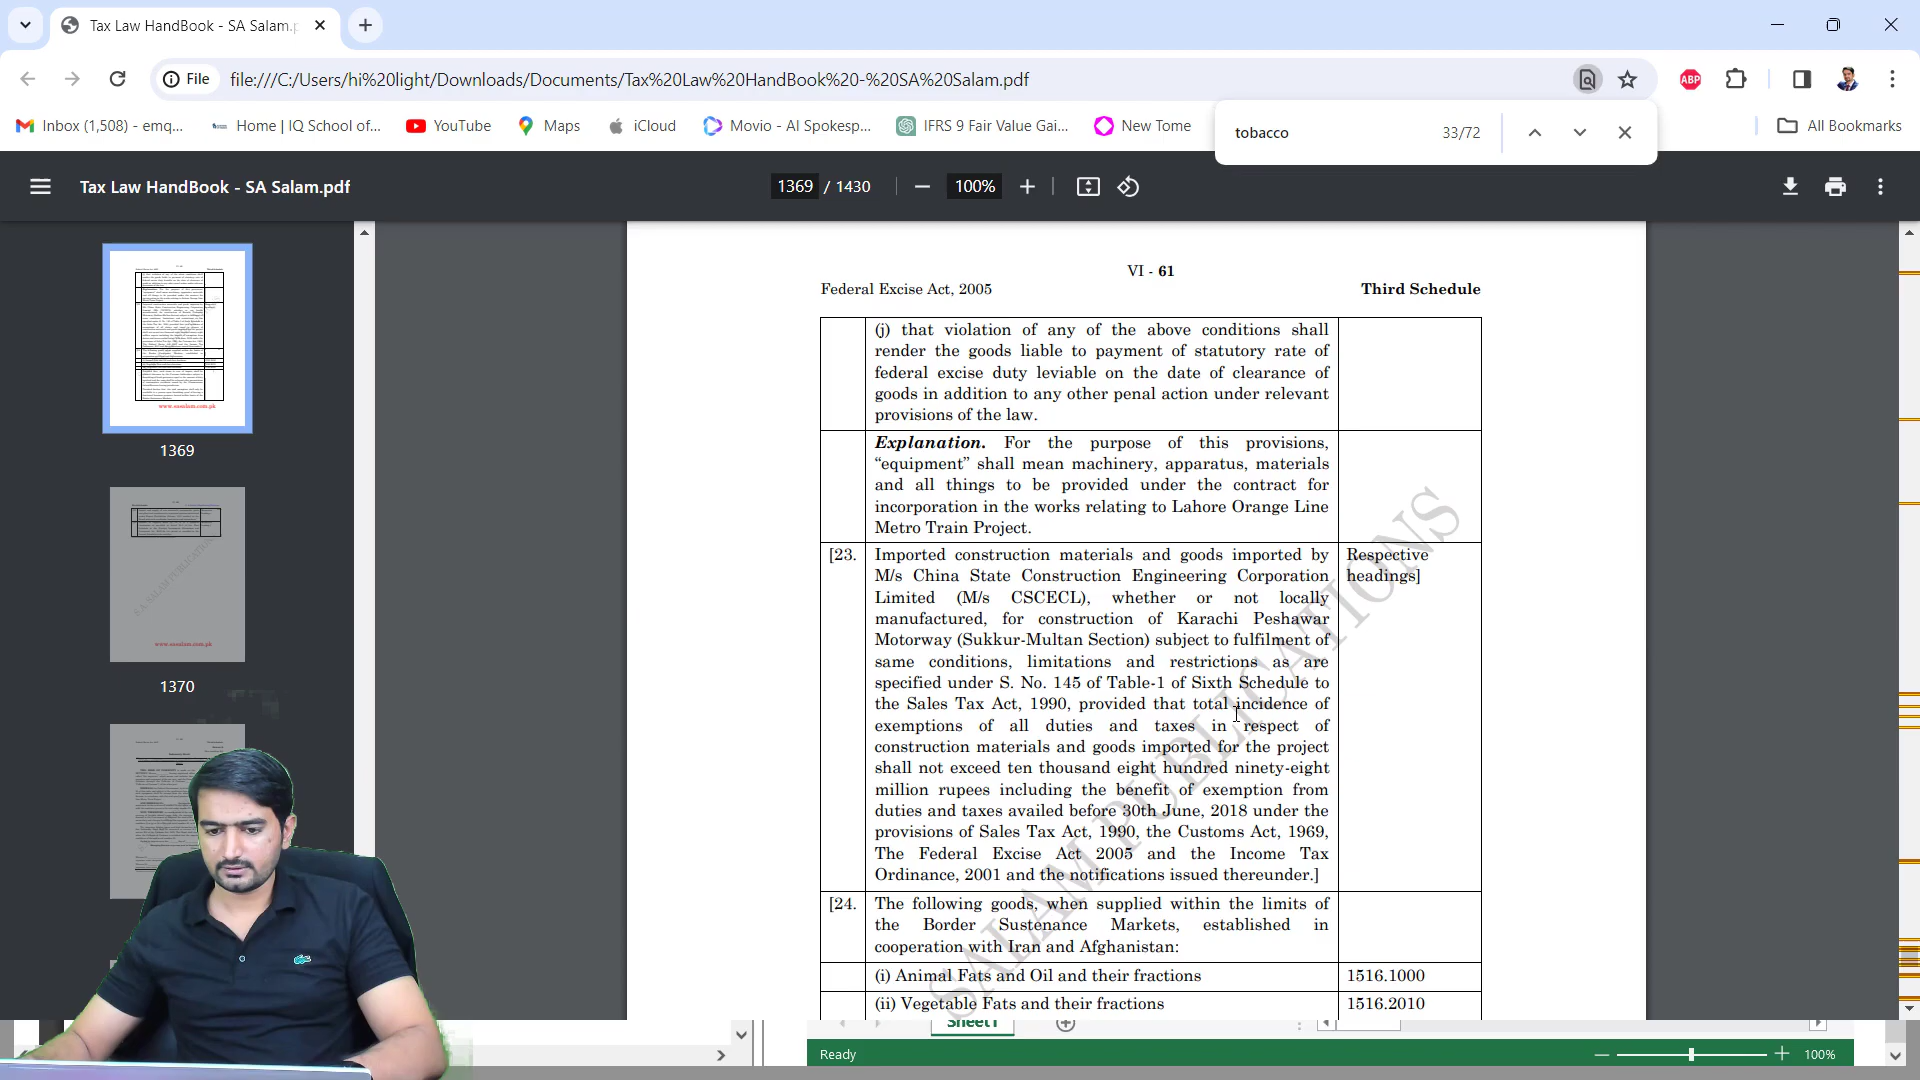 Tax Law HandBook - SA Salam.p
File
file:///C:/Users/hi%20light/Downloads/Documents/Tax%20Law%20HandBook%20-%20SA%20Salam.pdf
ABP
Inbox (1,508) - emq...
Home | IQ School of...
YouTube
Maps
iCloud
Movio - AI Spokesp...
IFRS 9 Fair Value Gai...
New Tome
tobacco
33/72
All Bookmarks
Tax Law HandBook - SA Salam.pdf
1369 / 1430
100%
1369
www.sasalam.com.pk
1370
VI - 61
Federal Excise Act, 2005
Third Schedule
(j) that violation of any of the above conditions shall
render the goods liable to payment of statutory rate of
federal excise duty leviable on the date of clearance of
goods in addition to any other penal action under relevant
provisions of the law.
Explanation. For the purpose of this provisions,
“equipment” shall mean machinery, apparatus, materials
and all things to be provided under the contract for
incorporation in the works relating to Lahore Orange Line
Metro Train Project.
[23. Imported construction materials and goods imported by
M/s China State Construction Engineering Corporation
Limited (M/s CSCECL), whether or not locally
manufactured, for construction of Karachi Peshawar
Motorway (Sukkur-Multan Section) subject to fulfilment of
same conditions, limitations and restrictions as are
specified under S. No. 145 of Table-1 of Sixth Schedule to
the Sales Tax Act, 1990, provided that total incidence of
exemptions of all duties and taxes in respect of
construction materials and goods imported for the project
shall not exceed ten thousand eight hundred ninety-eight
million rupees including the benefit of exemption from
duties and taxes availed before 30th June, 2018 under the
provisions of Sales Tax Act, 1990, the Customs Act, 1969,
The Federal Excise Act 2005 and the Income Tax
Ordinance, 2001 and the notifications issued thereunder.]
Respective
headings]
[24. The following goods, when supplied within the limits of
the Border Sustenance Markets, established in
cooperation with Iran and Afghanistan:
(i) Animal Fats and Oil and their fractions
1516.1000
(ii) Vegetable Fats and their fractions
1516.2010
SALAM PUBLICATIONS
Sheet1
Ready
100%